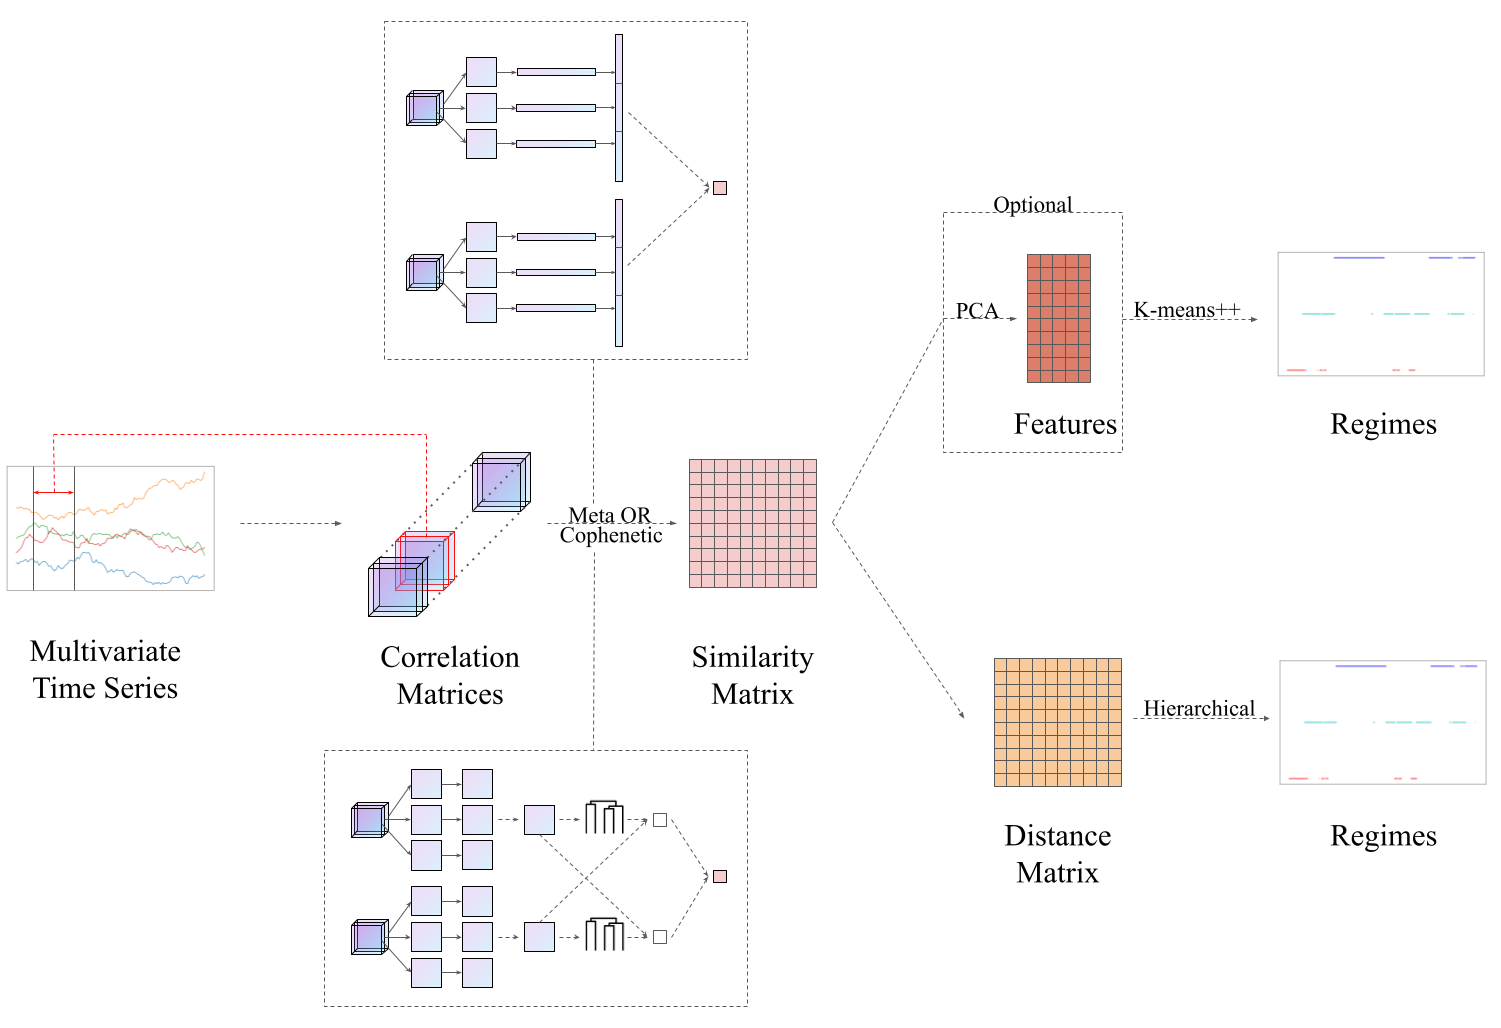 Optional
PCA
K-means++
Features
Regimes
Meta OR
Cophenetic
Multivariate
Time Series
Correlation
Matrices
Similarity
Matrix
Hierarchical
Distance
Matrix
Regimes